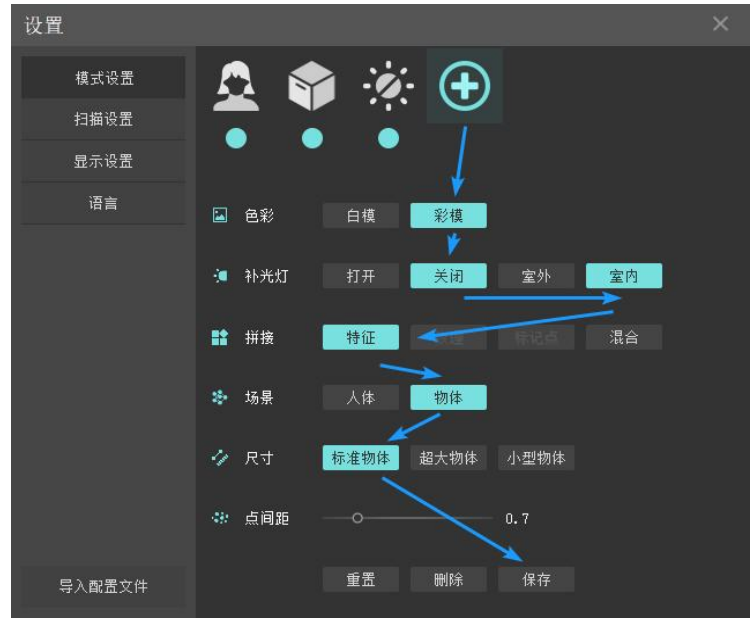 设置
模式设置
扫描设置
显示设置
语言
导入配置文件
色彩 白模 彩模
补光灯 打开 关闭 室外 室内
拼接 特征 标记点 混合
场景 人体 物体
尺寸 标准物体 超大物体 小型物体
点间距 0.7
重置 删除 保存